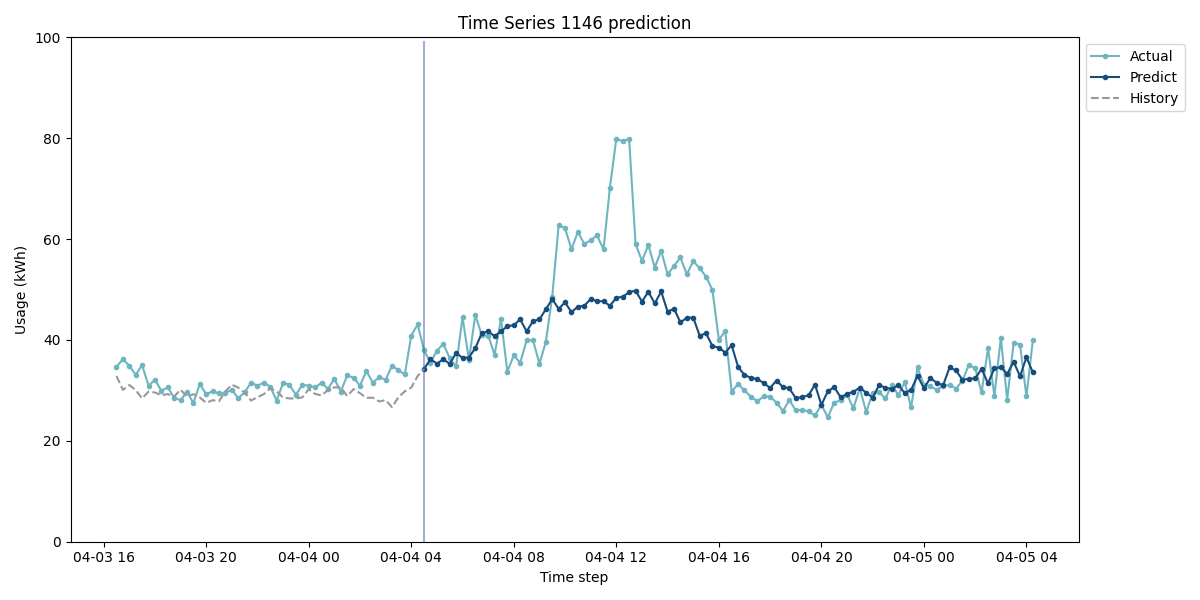 Time Series 1146 prediction
100
80
60
40
20
0
Usage (kWh)
04-03 16
04-03 20
04-04 00
04-04 04
04-04 08
04-04 12
04-04 16
04-04 20
04-05 00
04-05 04
Time step
Actual
Predict
History